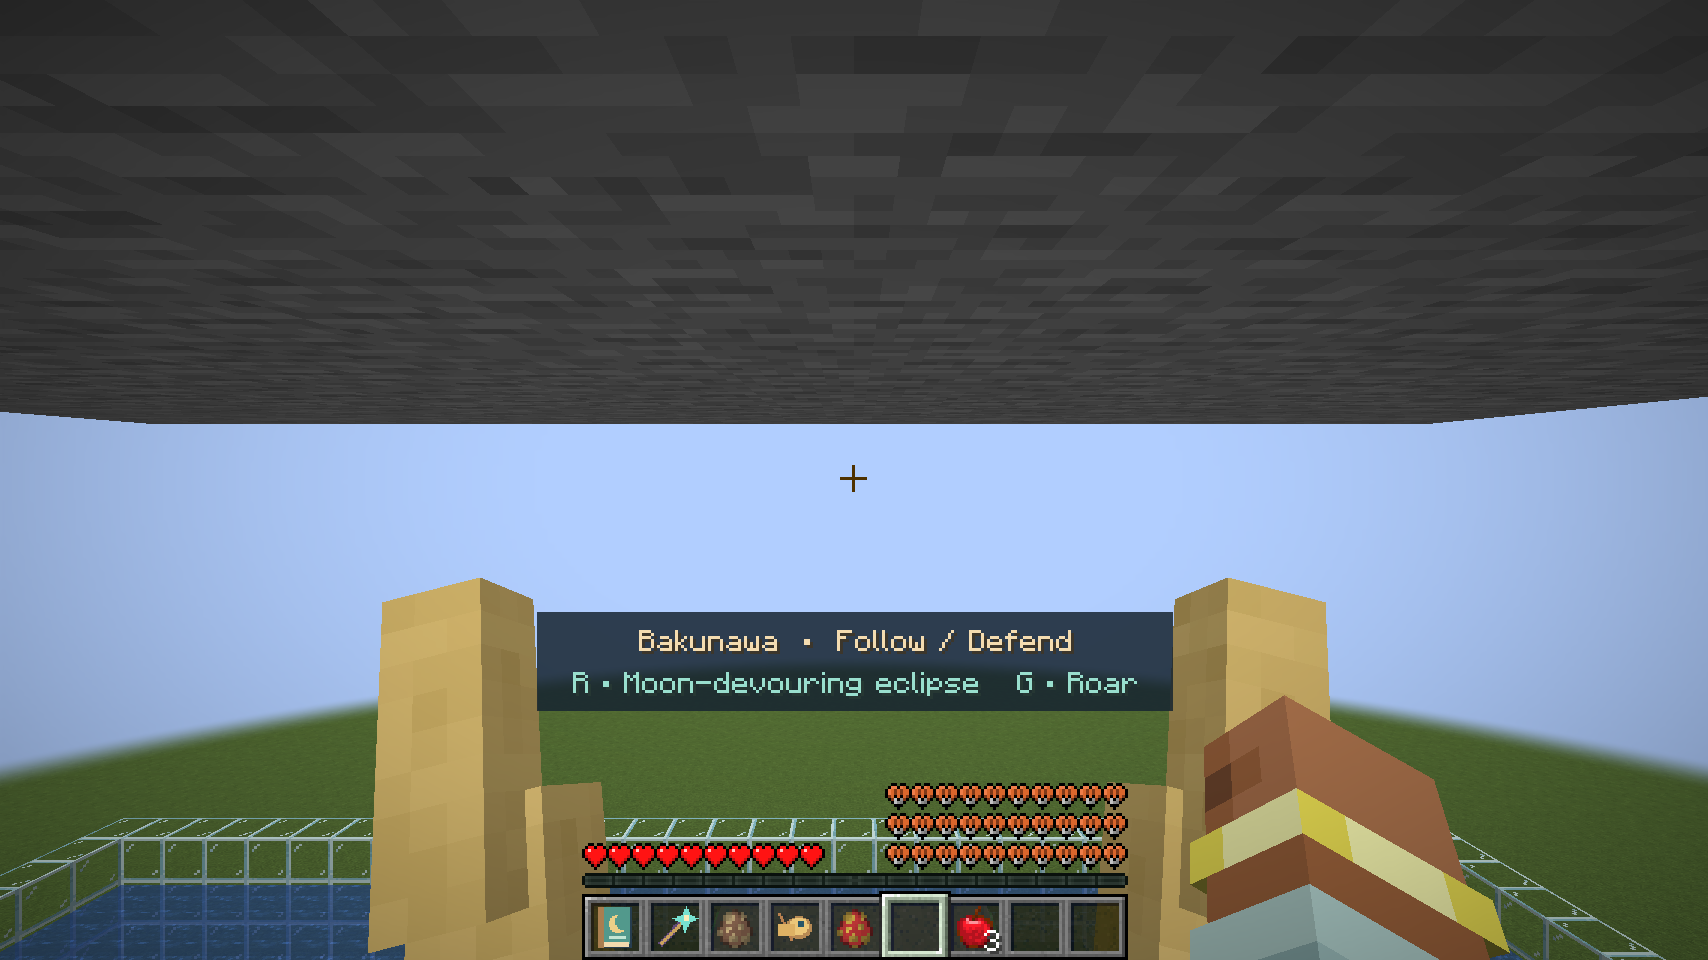 Bakunawa · Follow / Defend
R · Moon-devouring eclipse G · Roar
3